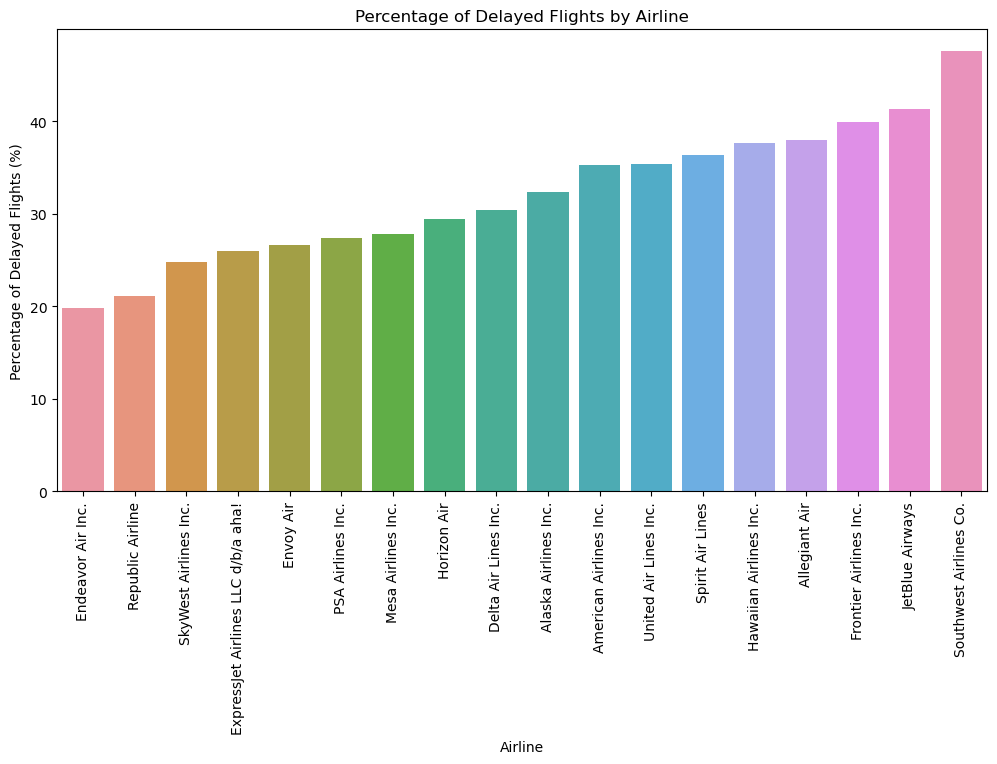 Percentage of Delayed Flights by Airline
Percentage of Delayed Flights (%)
40
30
20
10
0
Endeavor Air Inc.
Republic Airline
SkyWest Airlines Inc.
ExpressJet Airlines LLC d/b/a aha!
Envoy Air
PSA Airlines Inc.
Mesa Airlines Inc.
Horizon Air
Delta Air Lines Inc.
Alaska Airlines Inc.
American Airlines Inc.
United Air Lines Inc.
Spirit Air Lines
Hawaiian Airlines Inc.
Allegiant Air
Frontier Airlines Inc.
JetBlue Airways
Southwest Airlines Co.
Airline